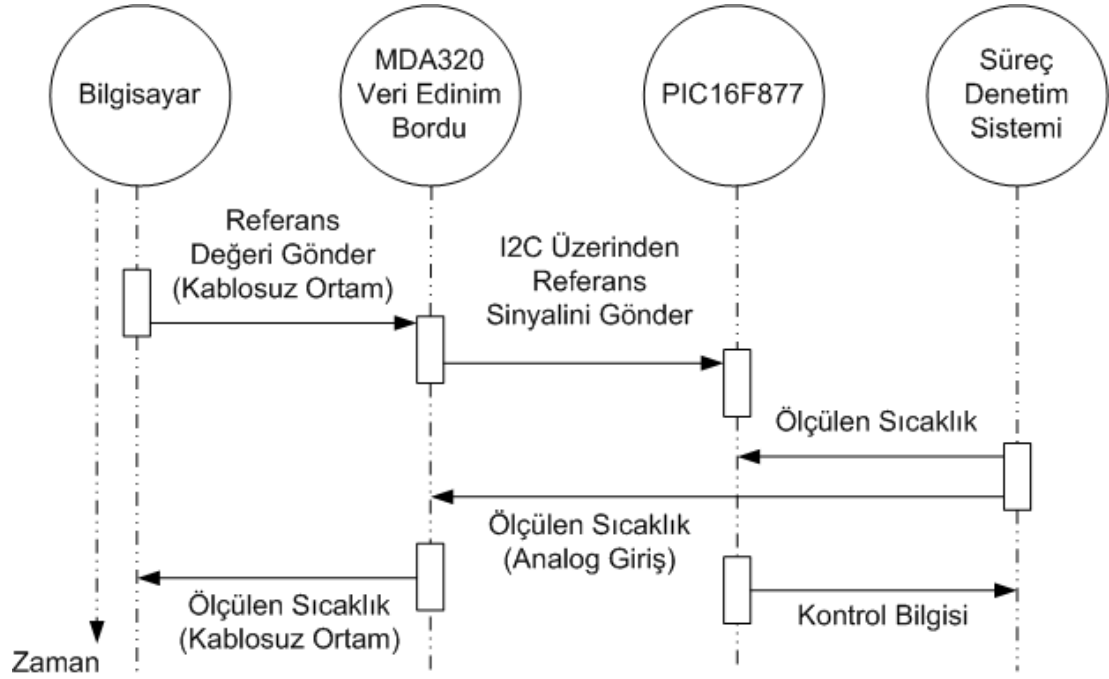 Bilgisayar
MDA320
Veri Edinim
Bordu
PIC16F877
Süreç
Denetim
Sistemi
Referans
Değeri Gönder
(Kablosuz Ortam)
I2C Üzerinden
Referans
Sinyalini Gönder
Ölçülen Sıcaklık
Ölçülen Sıcaklık
(Analog Giriş)
Ölçülen Sıcaklık
(Kablosuz Ortam)
Kontrol Bilgisi
Zaman